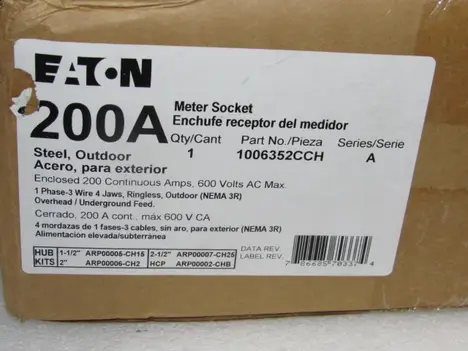 EATON
200A
Meter Socket
Enchufe receptor del medidor
Qty/Cant Part No./Pieza Series/Serie
1 1006352CCH A
Steel, Outdoor
Acero, para exterior
Enclosed 200 Continuous Amps, 600 Volts AC Max.
1 Phase-3 Wire 4 Jaws, Ringless, Outdoor (NEMA 3R)
Overhead / Underground Feed.
Cerrado, 200 A cont., máx 600 V CA
4 mordazas de 1 fases-3 cables, sin aro, para exterior (NEMA 3R)
Alimentacion elevada/subterránea
HUB KITS
1-1/2" ARP00005-CH15 2-1/2" ARP00007-CH25
2" ARP00006-CH2 HCP ARP00002-CHB
DATA REV.
LABEL REV.